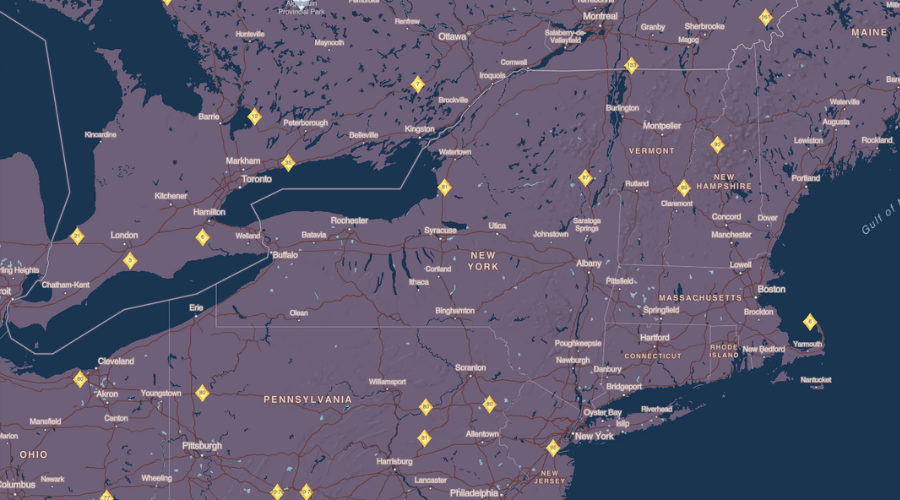 Algonquin
Provincial Park
Pembroke
Renfrew
Montreal
Huntsville
Maynooth
Ottawa
Salaberry-de-
Valleyfield
Granby
Sherbrooke
Magog
MAINE
Cornwall
Iroquois
Brockville
Barrie
Peterborough
Belleville
Kingston
Burlington
Montpelier
Waterville
Augusta
Kincardine
Lewiston
Rockland
VERMONT
Watertown
Markham
Toronto
Portland
NEW
HAMPSHIRE
Rutland
Claremont
Kitchener
Hamilton
Rochester
Saratoga
Springs
Concord
Dover
London
Welland
Batavia
Syracuse
Utica
Johnstown
Manchester
Gulf of
Buffalo
NEW
YORK
Albany
Lowell
Cortland
Ithaca
Pittsfield
Chatham-Kent
Boston
MASSACHUSETTS
Erie
Olean
Binghamton
Springfield
Brockton
Poughkeepsie
Hartford
RHODE
ISLAND
Yarmouth
New Bedford
CONNECTICUT
Newburgh
Cleveland
Scranton
Danbury
Nantucket
Williamsport
Bridgeport
Akron
Youngstown
PENNSYLVANIA
Oyster Bay
Riverhead
Islip
Mansfield
Canton
Allentown
New York
Pittsburgh
OHIO
Harrisburg
Newark
Wheeling
Lancaster
NEW
JERSEY
Philadelphia